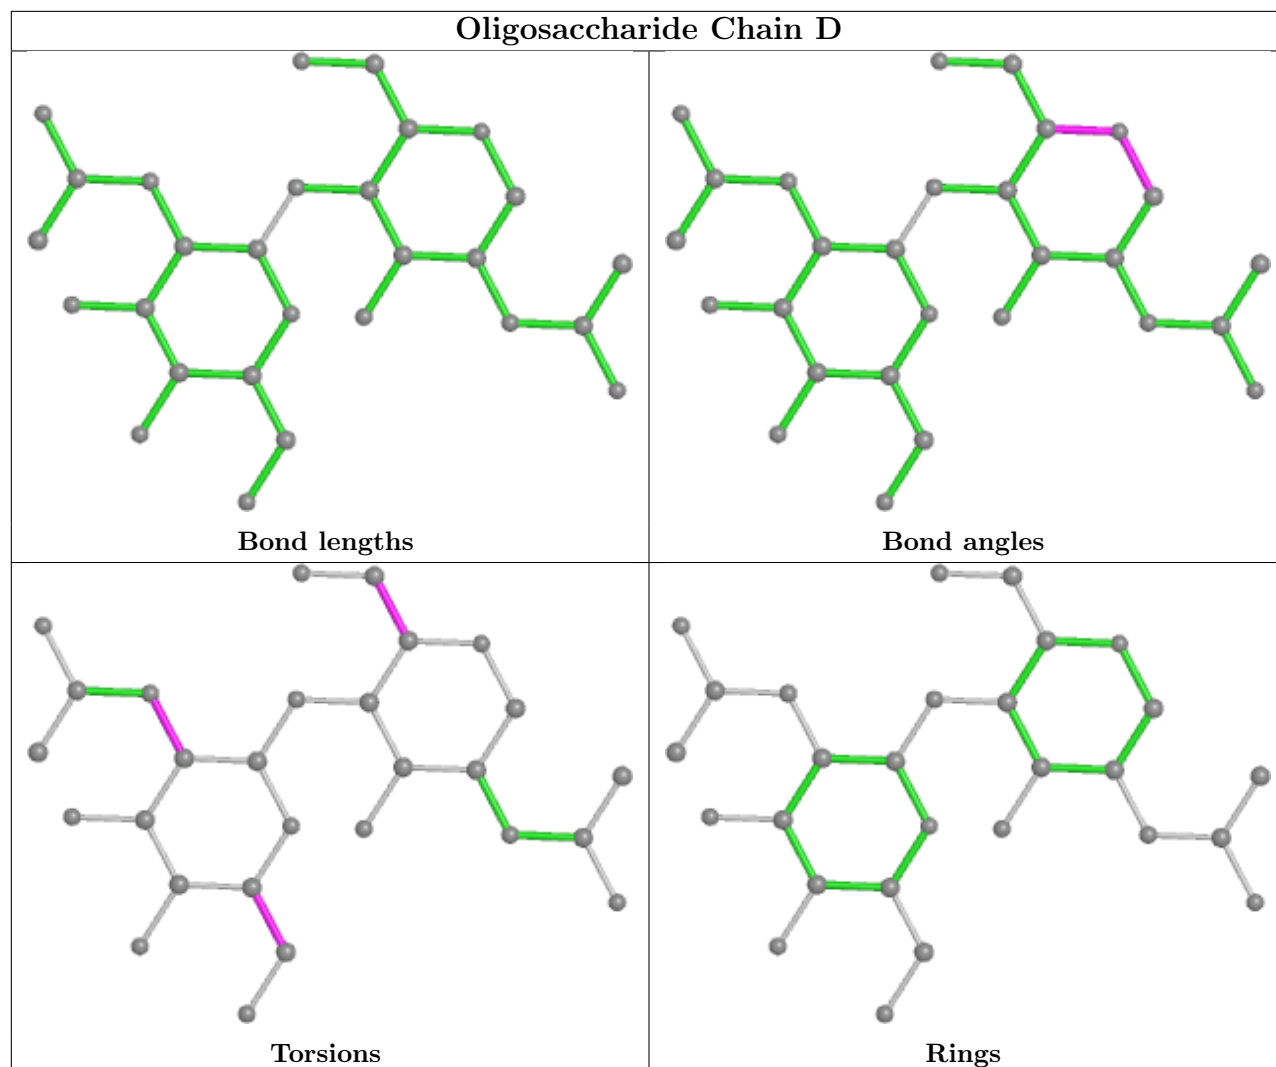 Oligosaccharide Chain D
Bond lengths
Bond angles
Torsions
Rings